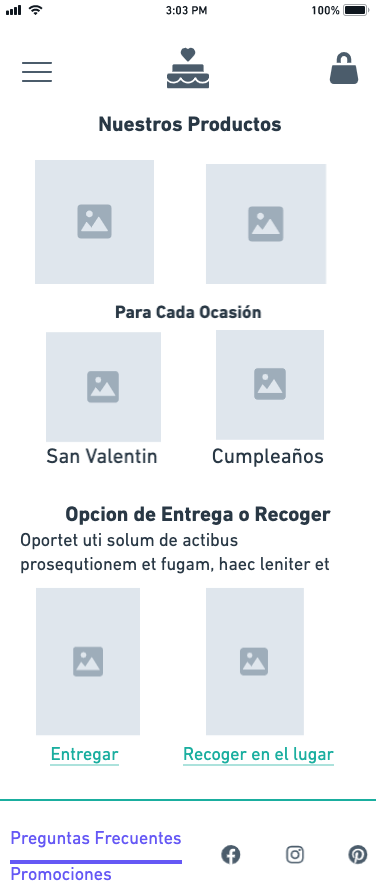 3:03 PM
100%
Nuestros Productos
Para Cada Ocasión
San Valentin
Cumpleaños
Opcion de Entrega o Recoger
Oportet uti solum de actibus
prosequtionem et fugam, haec leniter et
Entregar
Recoger en el lugar
Preguntas Frecuentes
Promociones